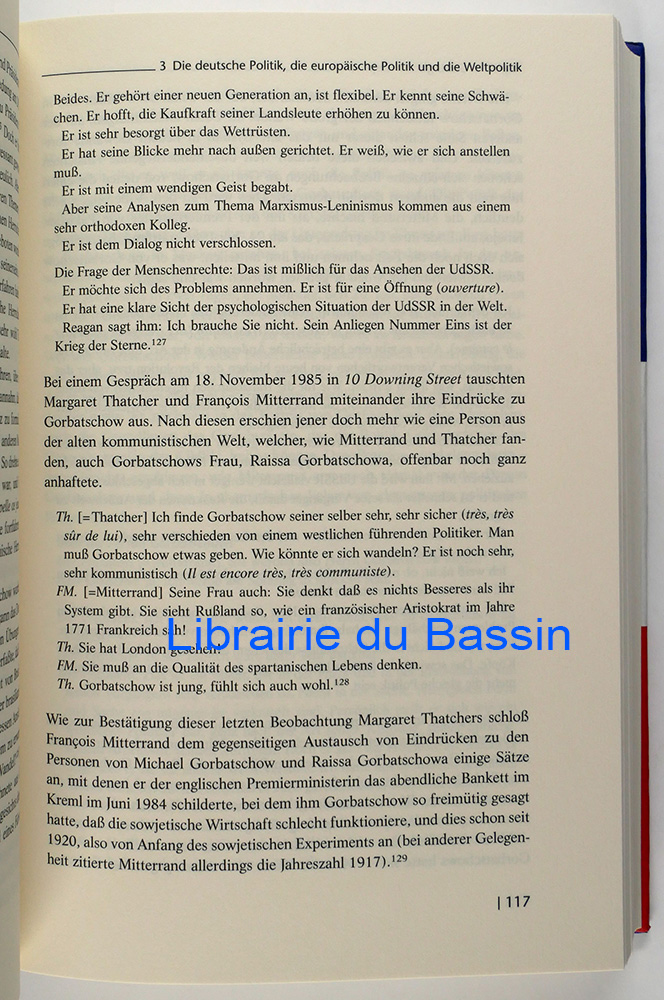 3 Die deutsche Politik, die europäische Politik und die Weltpolitik
Beides. Er gehört einer neuen Generation an, ist flexibel. Er kennt seine Schwä-
chen. Er hofft, die Kaufkraft seiner Landsleute erhöhen zu können.
Er ist sehr besorgt über das Wettrüsten.
Er hat seine Blicke mehr nach außen gerichtet. Er weiß, wie er sich anstellen
muß.
Er ist mit einem wendigen Geist begabt.
Aber seine Analysen zum Thema Marxismus-Leninismus kommen aus einem
sehr orthodoxen Kolleg.
Er ist dem Dialog nicht verschlossen.
Die Frage der Menschenrechte: Das ist mißlich für das Ansehen der UdSSR.
Er möchte sich des Problems annehmen. Er ist für eine Öffnung (ouverture).
Er hat eine klare Sicht der psychologischen Situation der UdSSR in der Welt.
Reagan sagt ihm: Ich brauche Sie nicht. Sein Anliegen Nummer Eins ist der
Krieg der Sterne.127
Bei einem Gespräch am 18. November 1985 in 10 Downing Street tauschten
Margaret Thatcher und François Mitterrand miteinander ihre Eindrücke zu
Gorbatschow aus. Nach diesen erschien jener doch mehr wie eine Person aus
der alten kommunistischen Welt, welcher, wie Mitterrand und Thatcher fan-
den, auch Gorbatschows Frau, Raissa Gorbatschowa, offenbar noch ganz
anhaftete.
Th. [=Thatcher] Ich finde Gorbatschow seiner selber sehr, sehr sicher (très, très
sûr de lui), sehr verschieden von einem westlichen führenden Politiker. Man
muß Gorbatschow etwas geben. Wie könnte er sich wandeln? Er ist noch sehr,
sehr kommunistisch (Il est encore très, très communiste).
FM. [=Mitterrand] Seine Frau auch: Sie denkt daß es nichts Besseres als ihr
System gibt. Sie sieht Rußland so, wie ein französischer Aristokrat im Jahre
1771 Frankreich sah!
Librairie du Bassin
Th. Sie hat London gesehen!
FM. Sie muß an die Qualität des spartanischen Lebens denken.
Th. Gorbatschow ist jung, fühlt sich auch wohl.128
Wie zur Bestätigung dieser letzten Beobachtung Margaret Thatchers schloß
François Mitterrand dem gegenseitigen Austausch von Eindrücken zu den
Personen von Michael Gorbatschow und Raissa Gorbatschowa einige Sätze
an, mit denen er der englischen Premierministerin das abendliche Bankett im
Kreml im Juni 1984 schilderte, bei dem ihm Gorbatschow so freimütig gesagt
hatte, daß die sowjetische Wirtschaft schlecht funktioniere, und dies schon seit
1920, also von Anfang des sowjetischen Experiments an (bei anderer Gelegen-
heit zitierte Mitterrand allerdings die Jahreszahl 1917).129
| 117